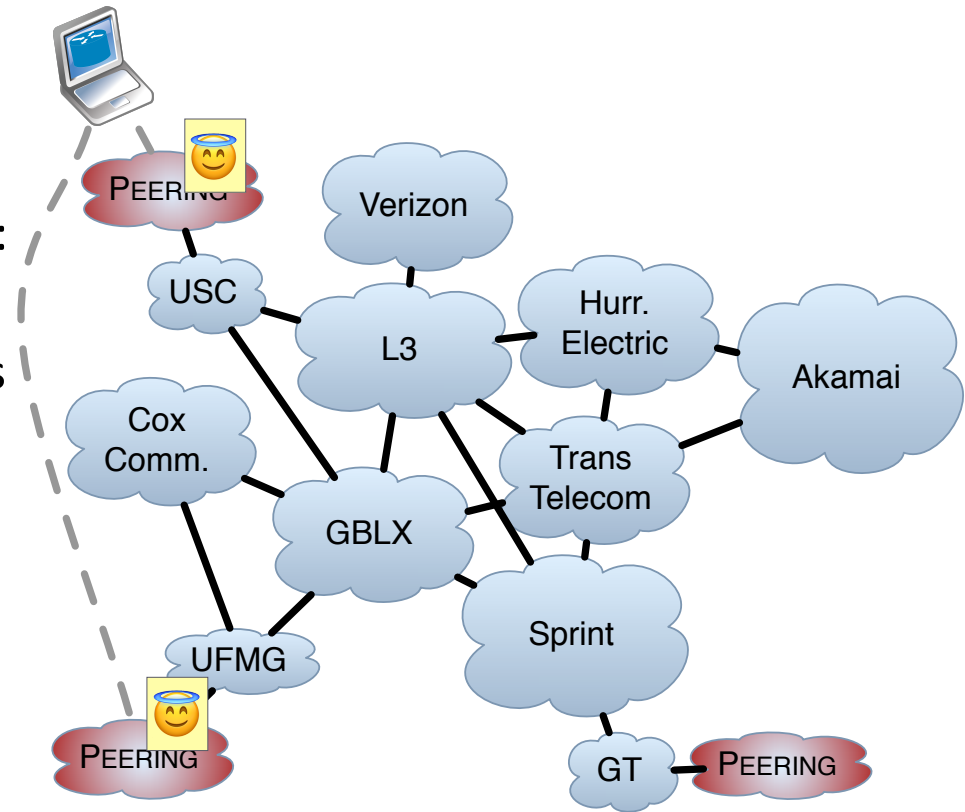 PEERING
Verizon
:
USC
Hurr.
Electric
L3
s
Akamai
Cox
Comm.
Trans
Telecom
GBLX
Sprint
UFMG
PEERING
GT
PEERING